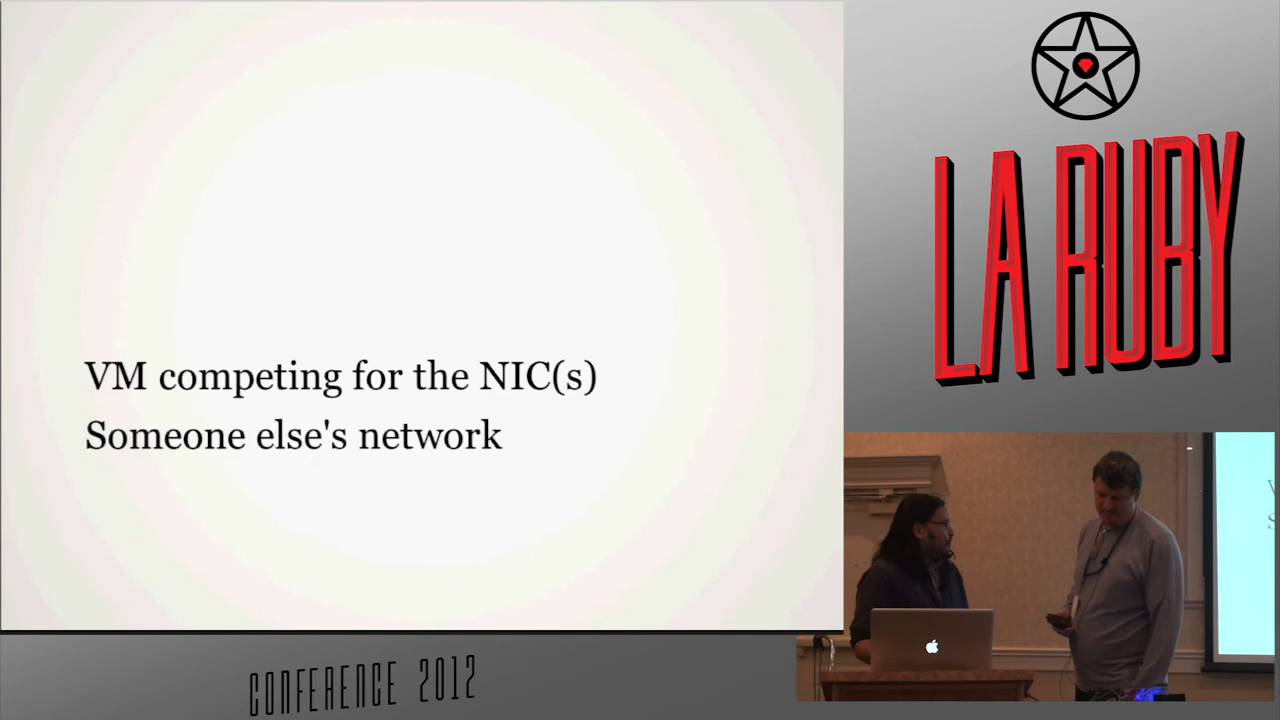 VM competing for the NIC(s)
Someone else's network
LA RUBY
CONFERENCE 2012